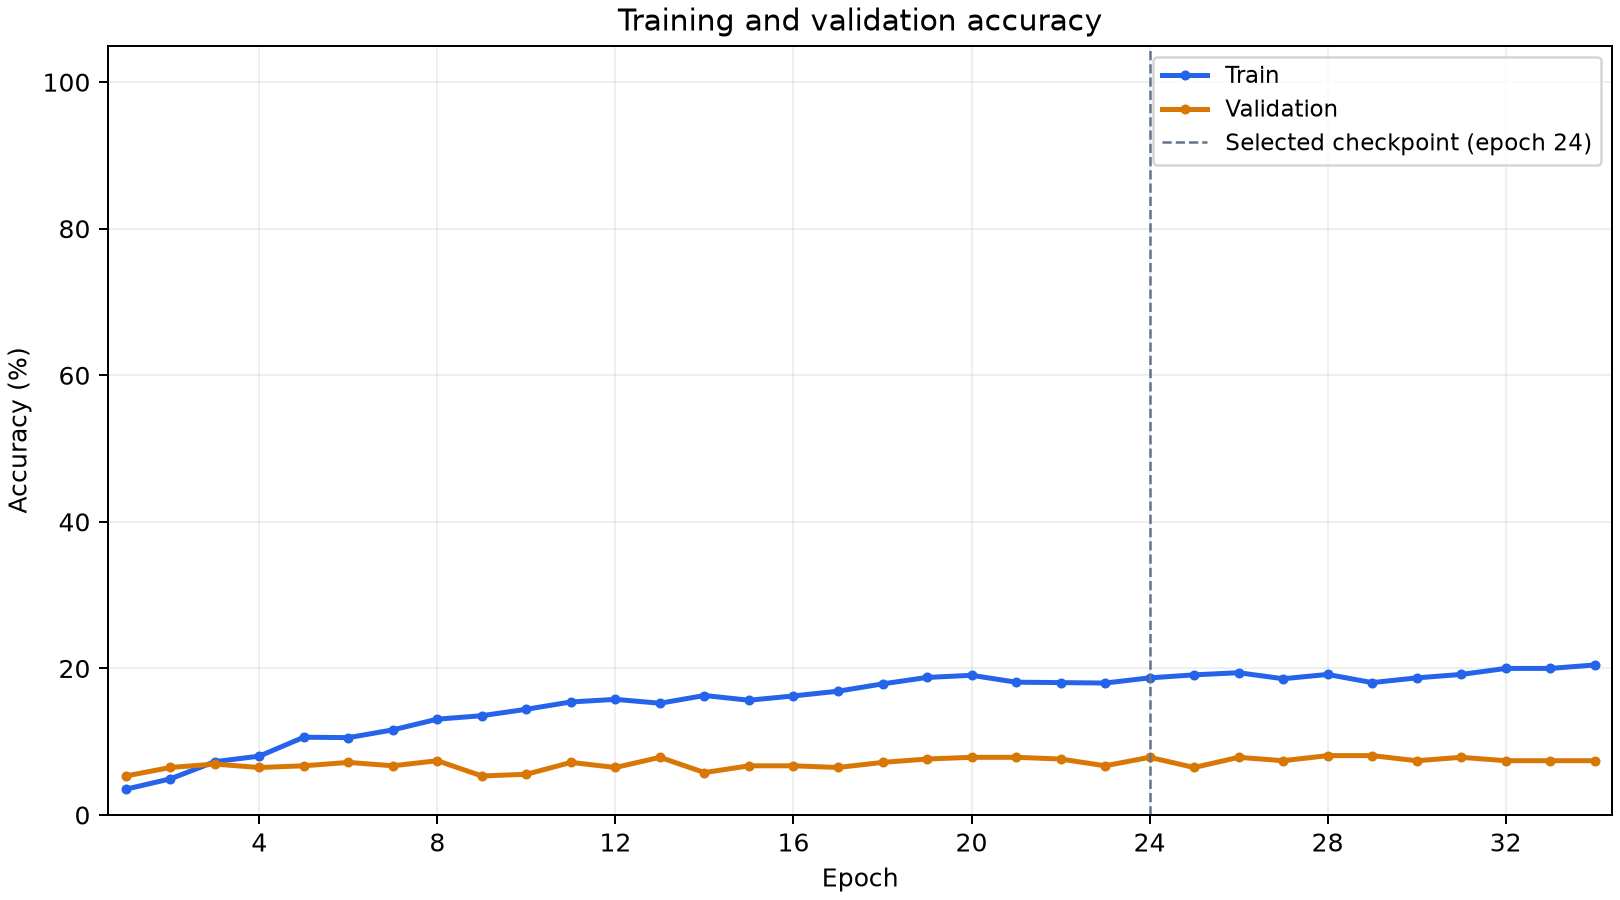 Training and validation accuracy
Train
Validation
Selected checkpoint (epoch 24)
Accuracy (%)
100
80
60
40
20
0
4 8 12 16 20 24 28 32
Epoch